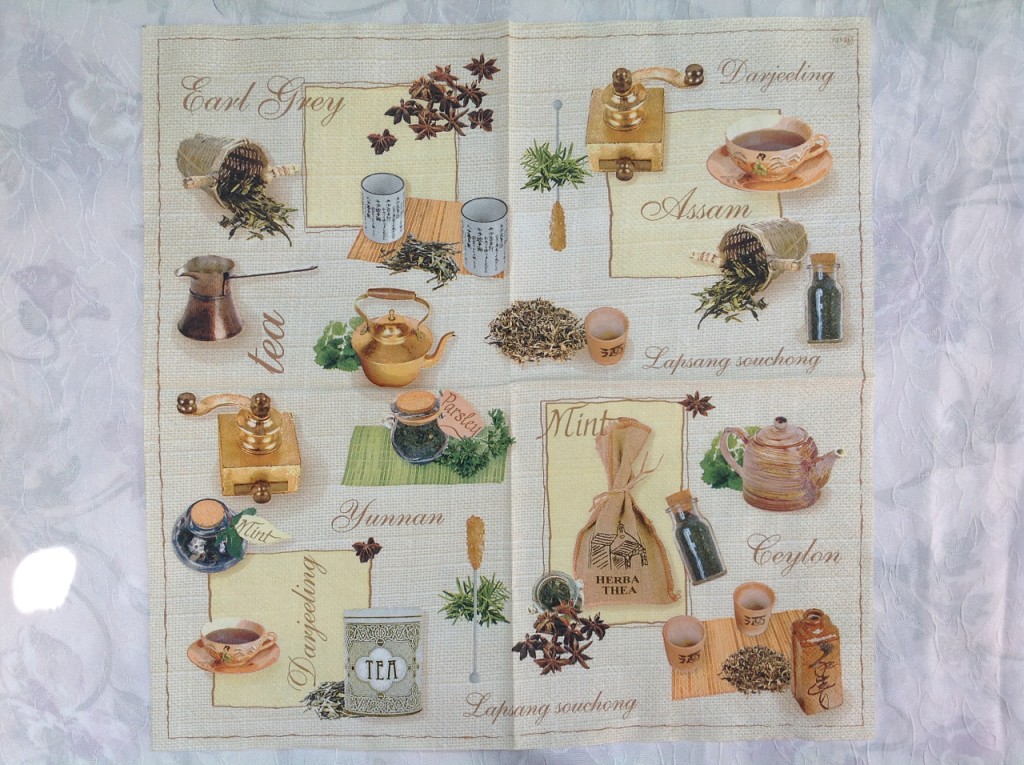 Earl Grey
Darjeeling
Assam
tea
Lapsang souchong
Parsley
Mint
Yunnan
Mint
Ceylon
HERBA
THEA
Darjeeling
TEA
Lapsang souchong